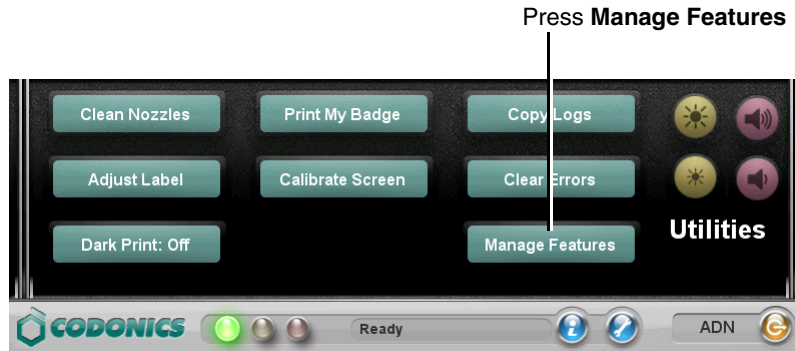 Press Manage Features
Clean Nozzles Print My Badge Copy Logs
Adjust Label Calibrate Screen Clear Errors
Dark Print: Off Manage Features Utilities
CODONICS Ready ADN